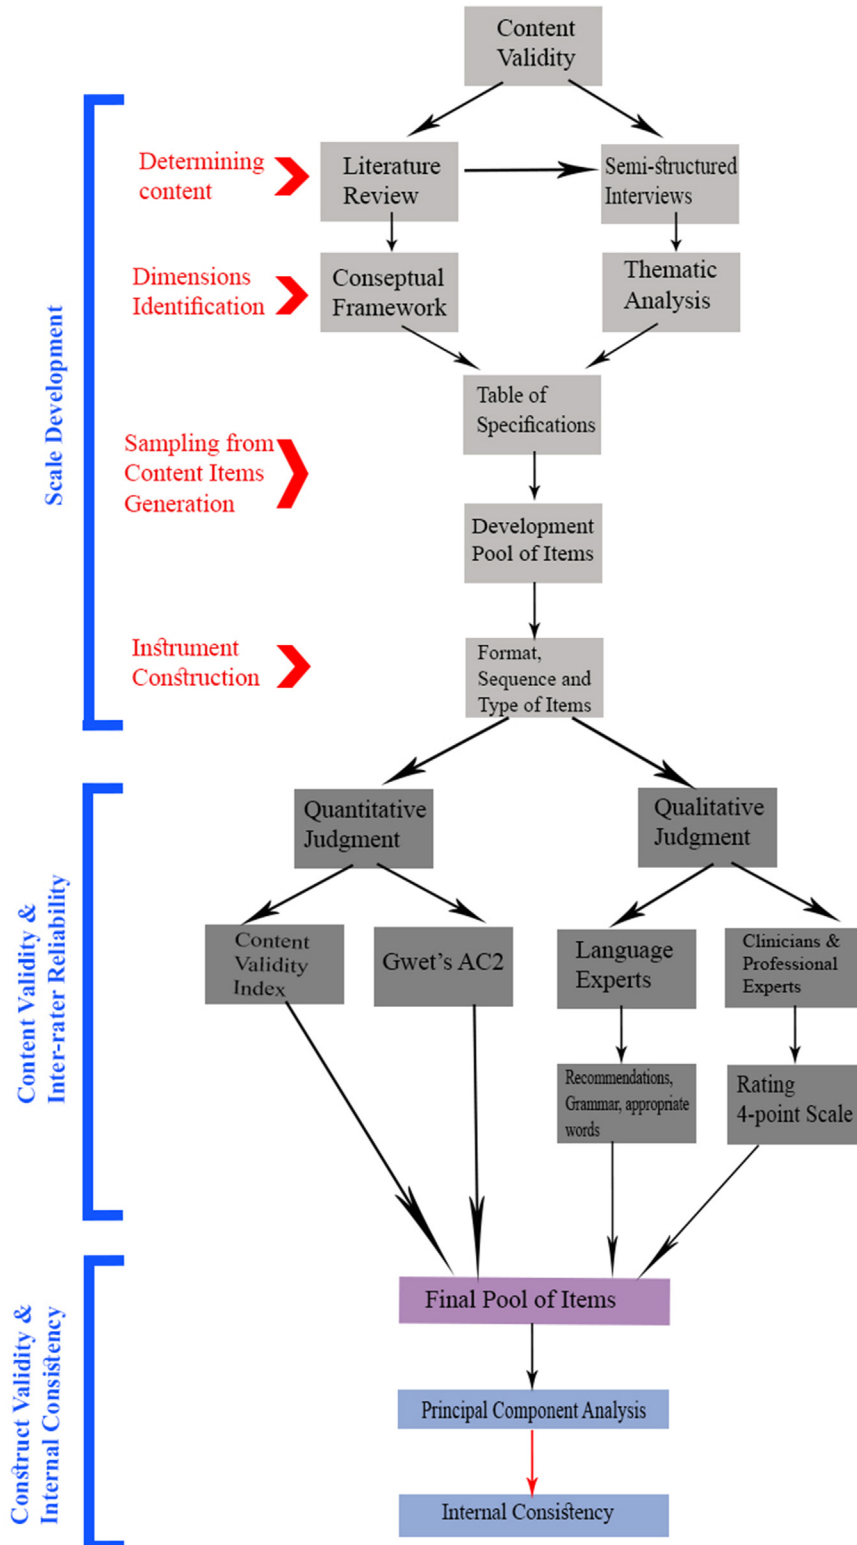 Content
Validity
Determining
content
Literature
Review
Semi-structured
Interviews
Dimensions
Identification
Conseptual
Framework
Thematic
Analysis
Scale Development
Table of
Specifications
Sampling from
Content Items
Generation
Development
Pool of Items
Instrument
Construction
Format,
Sequence and
Type of Items
Content Validity &
Inter-rater Reliability
Quantitative
Judgment
Qualitative
Judgment
Content
Validity
Index
Gwet's AC2
Language
Experts
Clinicians &
Professional
Experts
Recommendations,
Grammar, appropriate
words
Rating
4-point Scale
Construct Validity &
Internal Consistency
Final Pool of Items
Principal Component Analysis
Internal Consistency